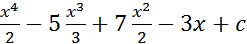 x⁴/2 − 5 x³/3 + 7 x²/2 − 3x + c